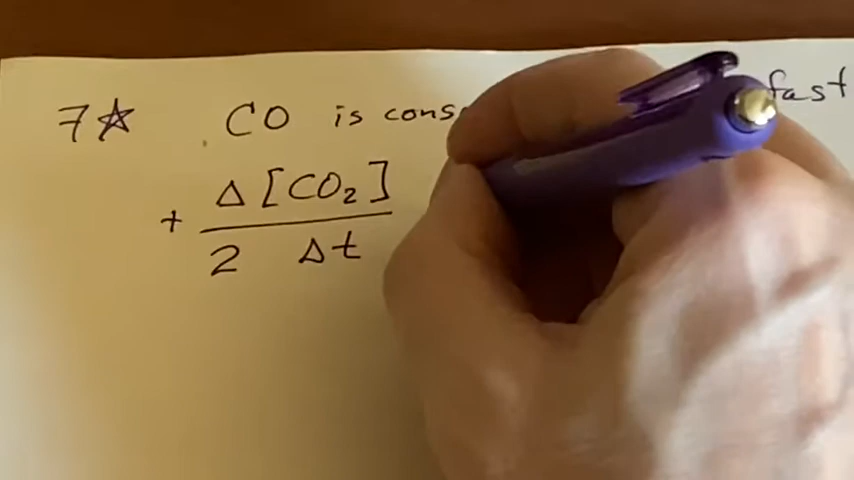 7☆ CO is cons fast
+ Δ[CO₂]
2 Δt